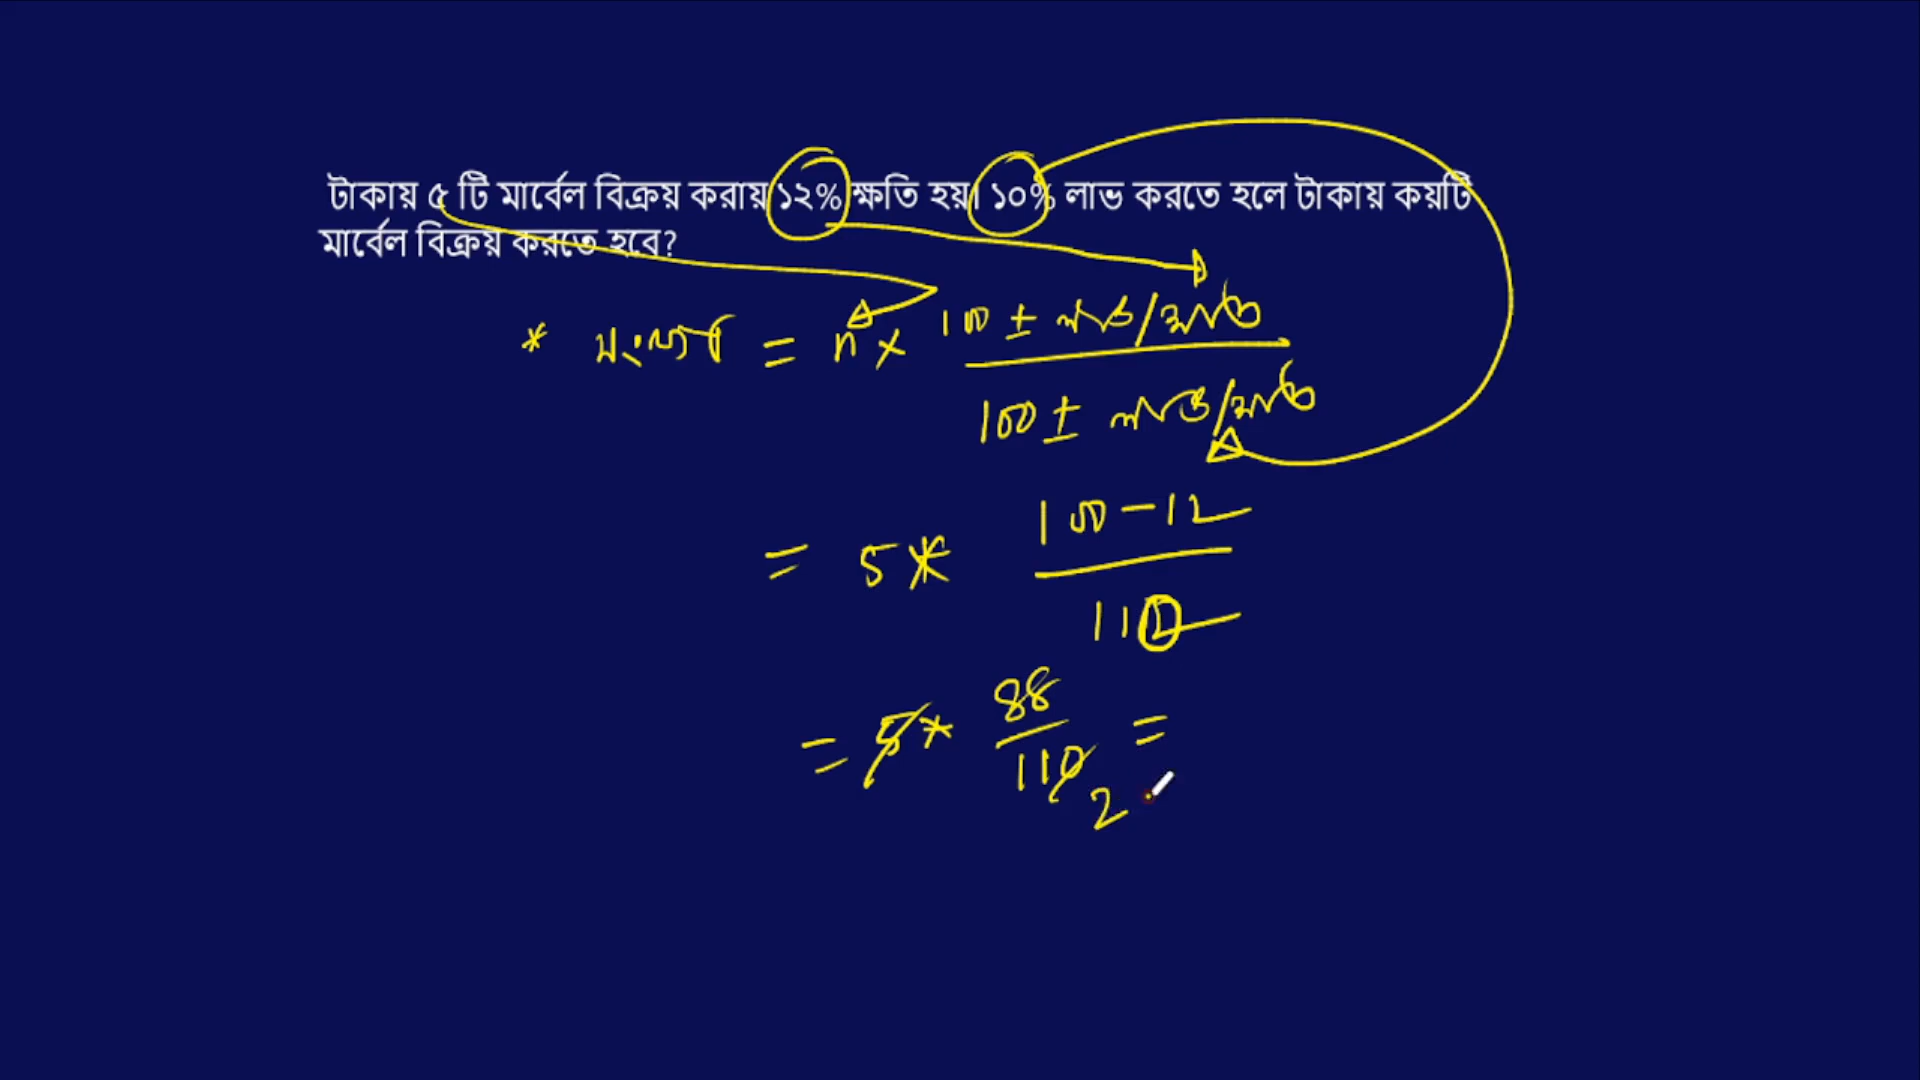 টাকায় ৫ টি মার্বেল বিক্রয় করায় ১২% ক্ষতি হয়। ১০% লাভ করতে হলে টাকায় কয়টি
মার্বেল বিক্রয় করতে হবে?
* সংখ্যা = n × 100 ± লাভ/ক্ষতি
100 ± লাভ/ক্ষতি
= 5 * 100 - 12
110
= 5 * 88 =
110
2